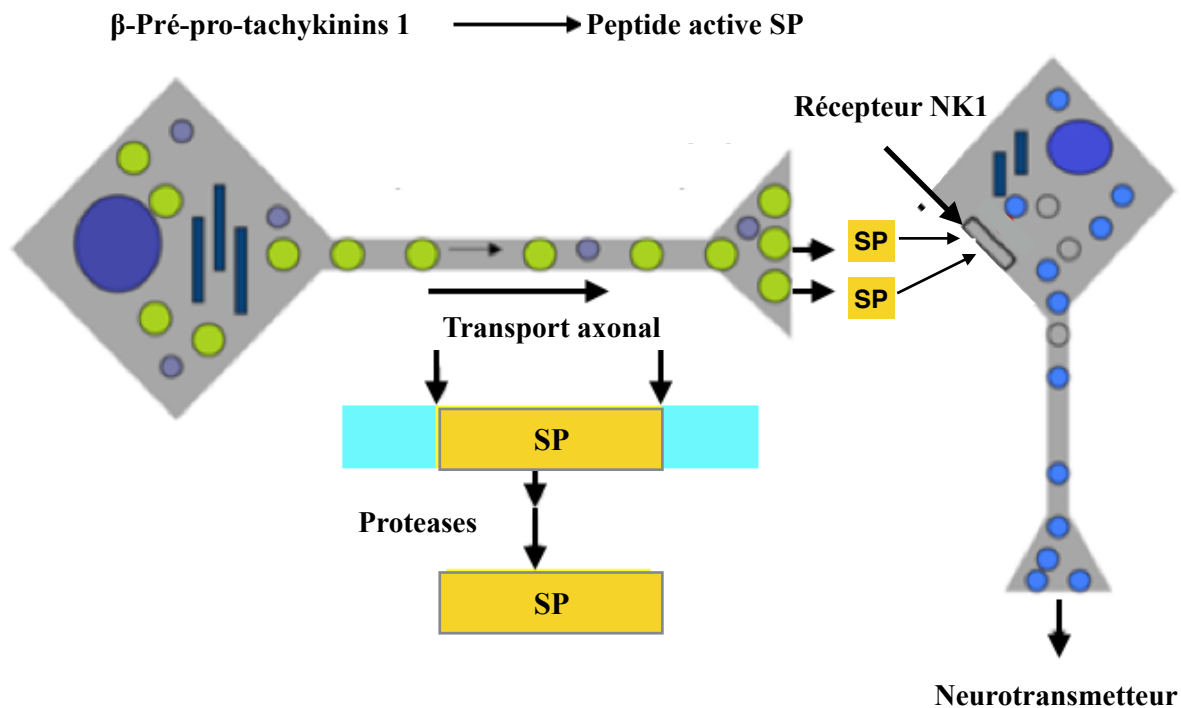 β-Pré-pro-tachykinins 1 Peptide active SP
Récepteur NK1
SP
SP
Transport axonal
SP
Proteases
SP
Neurotransmetteur